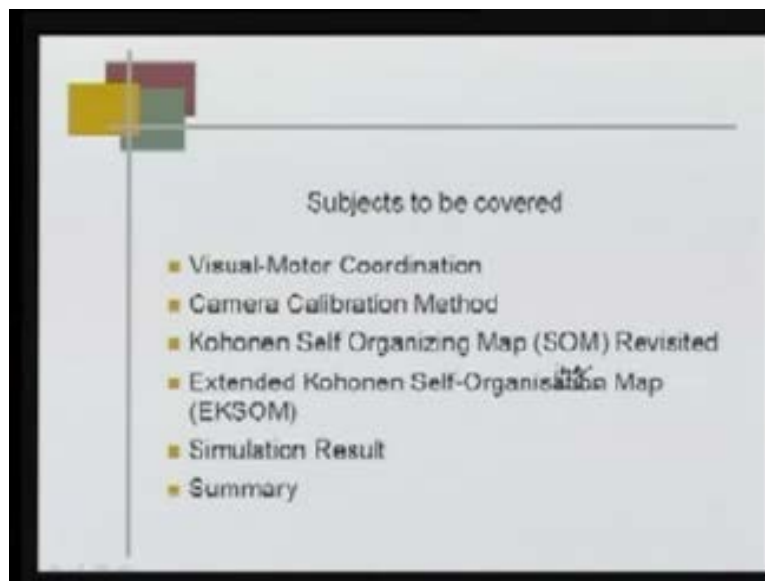 Subjects to be covered
Visual-Motor Coordination
Camera Calibration Method
Kohonen Self Organizing Map (SOM) Revisited
Extended Kohonen Self-Organisation Map
(EKSOM)
Simulation Result
Summary